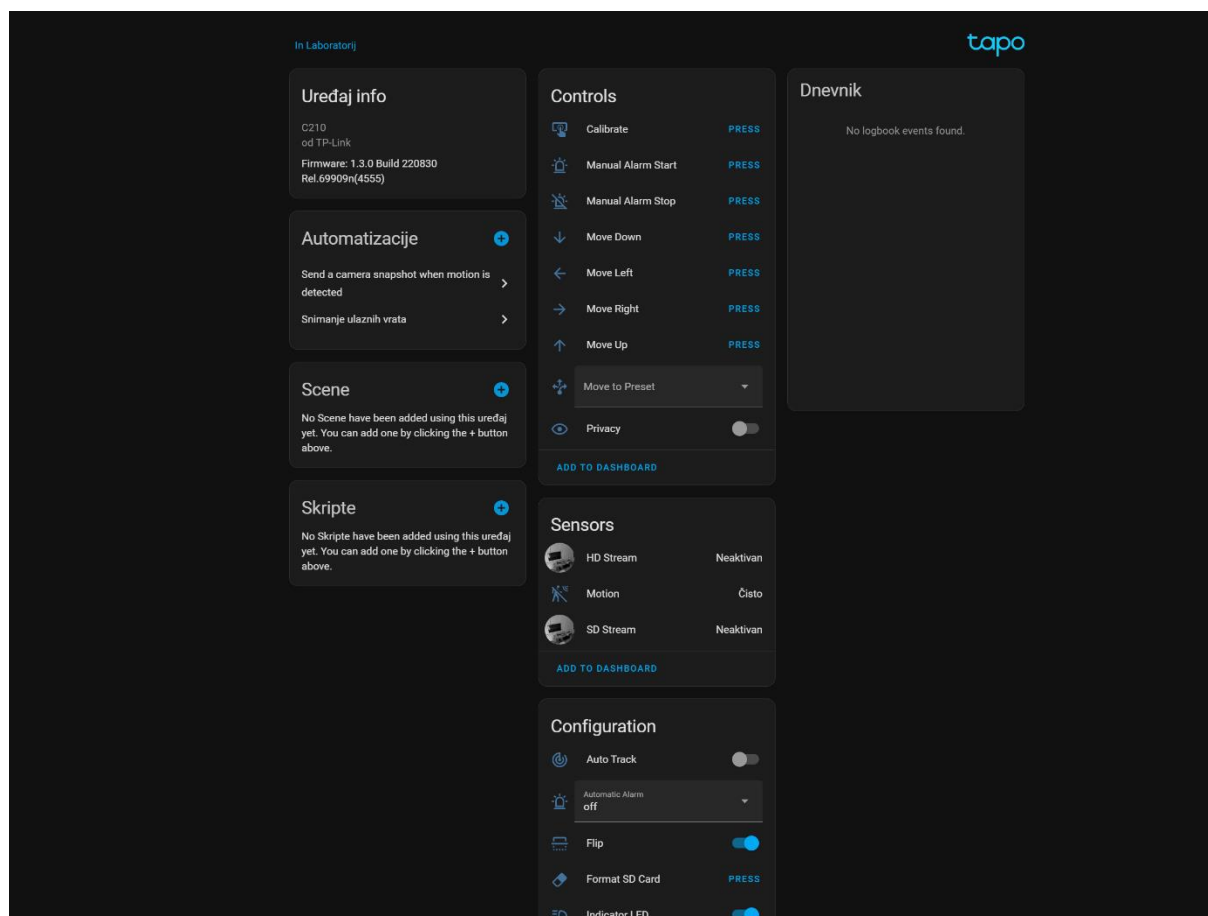 In Laboratorij
tapo
Uređaj info
C210
od TP-Link
Firmware: 1.3.0 Build 220830
Rel.69909n(4555)
Automatizacije
Send a camera snapshot when motion is
detected
Snimanje ulaznih vrata
Scene
No Scene have been added using this uređaj
yet. You can add one by clicking the + button
above.
Skripte
No Skripte have been added using this uređaj
yet. You can add one by clicking the + button
above.
Controls
Calibrate PRESS
Manual Alarm Start PRESS
Manual Alarm Stop PRESS
Move Down PRESS
Move Left PRESS
Move Right PRESS
Move Up PRESS
Move to Preset
Privacy
ADD TO DASHBOARD
Sensors
HD Stream Neaktivan
Motion Čisto
SD Stream Neaktivan
ADD TO DASHBOARD
Configuration
Auto Track
Automatic Alarm
off
Flip
Format SD Card PRESS
Indicator LED
Dnevnik
No logbook events found.